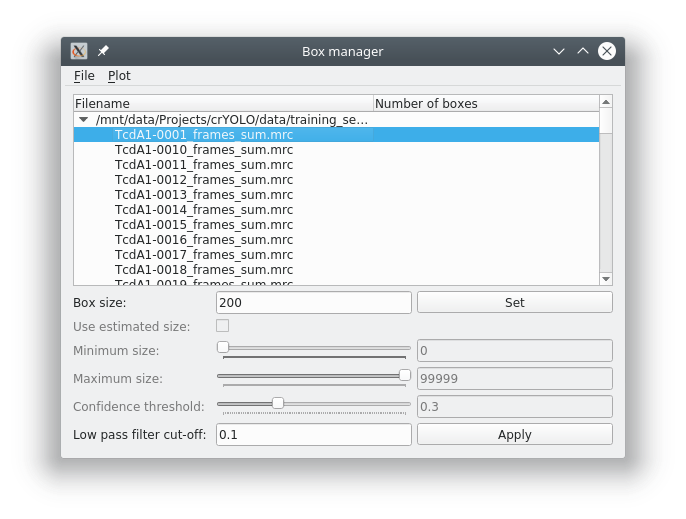 Box manager
File Plot
Filename Number of boxes
/mnt/data/Projects/crYOLO/data/training_se...
TcdA1-0001_frames_sum.mrc
TcdA1-0010_frames_sum.mrc
TcdA1-0011_frames_sum.mrc
TcdA1-0012_frames_sum.mrc
TcdA1-0013_frames_sum.mrc
TcdA1-0014_frames_sum.mrc
TcdA1-0015_frames_sum.mrc
TcdA1-0016_frames_sum.mrc
TcdA1-0017_frames_sum.mrc
TcdA1-0018_frames_sum.mrc
TcdA1-0019_frames_sum.mrc
Box size: 200 Set
Use estimated size:
Minimum size: 0
Maximum size: 99999
Confidence threshold: 0.3
Low pass filter cut-off: 0.1 Apply